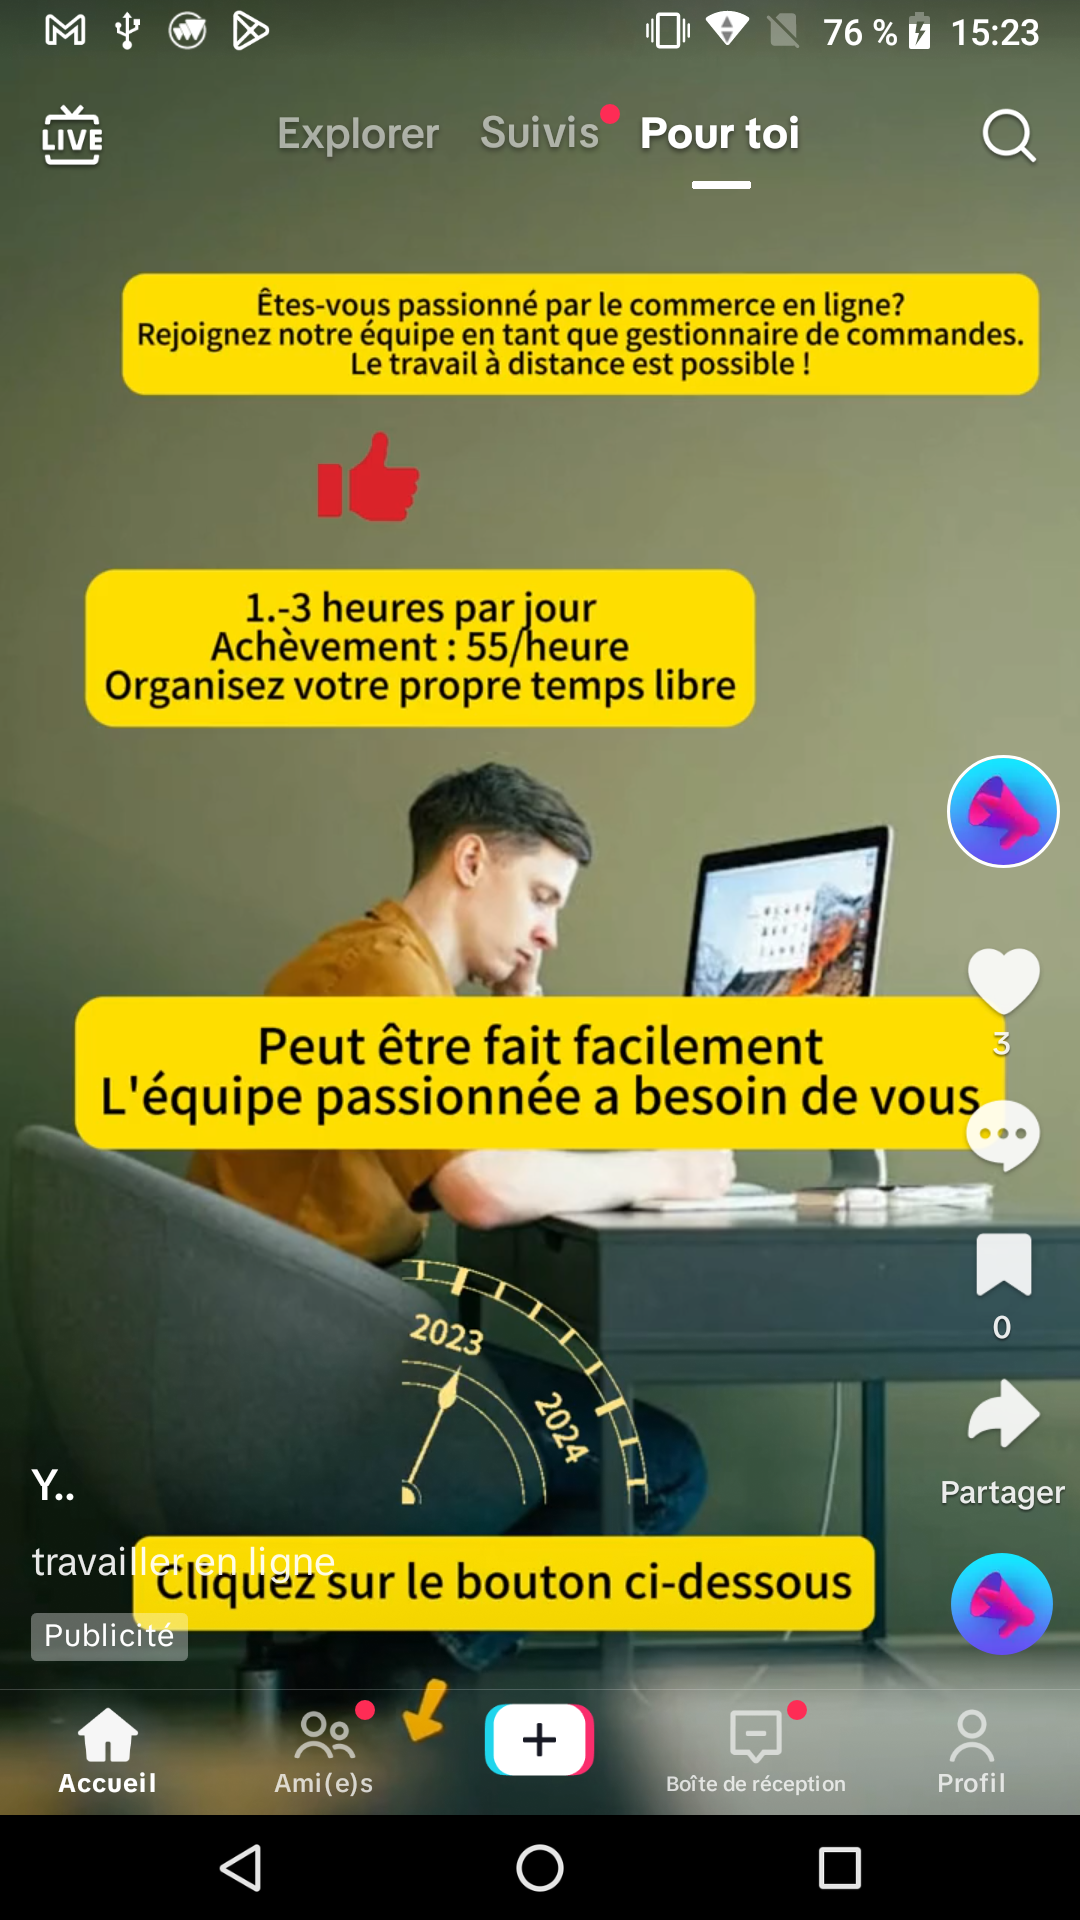 76 % 15:23
LIVE Explorer Suivis Pour toi
Êtes-vous passionné par le commerce en ligne?
Rejoignez notre équipe en tant que gestionnaire de commandes.
Le travail à distance est possible !
1.-3 heures par jour
Achèvement : 55/heure
Organisez votre propre temps libre
Peut être fait facilement
L'équipe passionnée a besoin de vous
3
0
2023
2024
Partager
Y..
travailler en ligne
Cliquez sur le bouton ci-dessous
Publicité
Accueil Ami(e)s Boîte de réception Profil